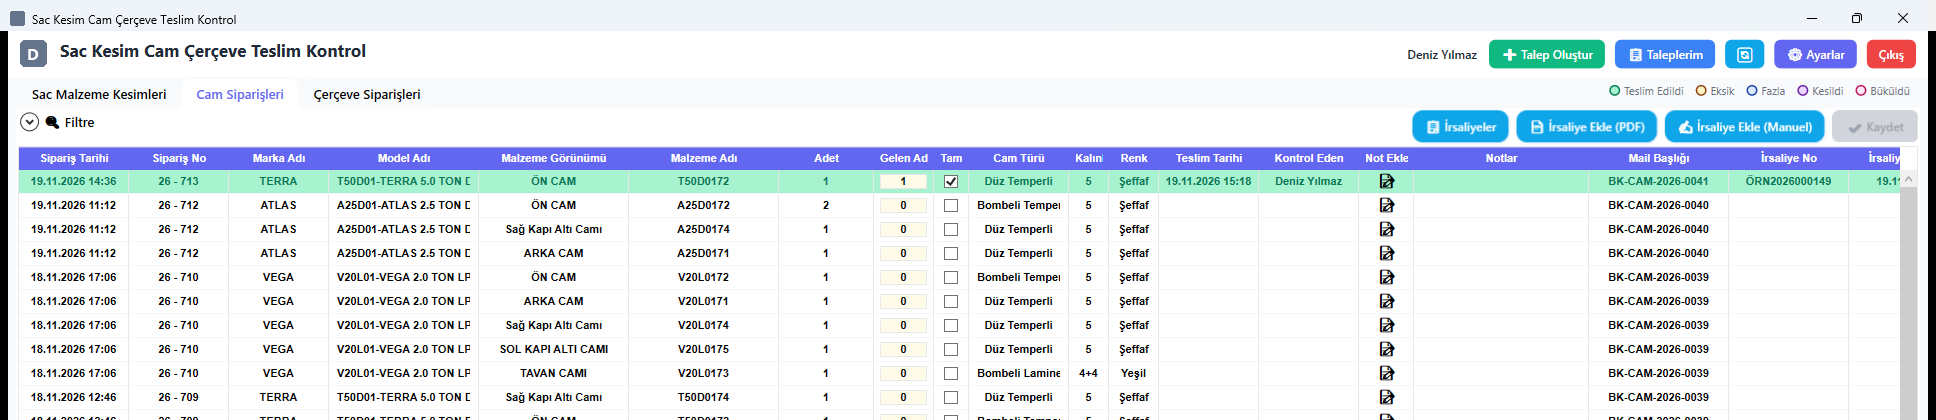 Sac Kesim Cam Çerçeve Teslim Kontrol
D Sac Kesim Cam Çerçeve Teslim Kontrol Deniz Yılmaz Talep Oluştur Taleplerim Ayarlar Çıkış
Sac Malzeme Kesimleri Cam Siparişleri Çerçeve Siparişleri Teslim Edildi Eksik Fazla Kesildi Büküldü
Filtre İrsaliyeler İrsaliye Ekle (PDF) İrsaliye Ekle (Manuel) Kaydet
Sipariş Tarihi Sipariş No Marka Adı Model Adı Malzeme Görünümü Malzeme Adı Adet Gelen Ad Tam Cam Türü Kalınl Renk Teslim Tarihi Kontrol Eden Not Ekle Notlar Mail Başlığı İrsaliye No İrsaliy
19.11.2026 14:36 26 - 713 TERRA T50D01-TERRA 5.0 TON D ÖN CAM T50D0172 1 1 Düz Temperli 5 Şeffaf 19.11.2026 15:18 Deniz Yılmaz BK-CAM-2026-0041 ÖRN2026000149 19.1
19.11.2026 11:12 26 - 712 ATLAS A25D01-ATLAS 2.5 TON D ÖN CAM A25D0172 2 0 Bombeli Temper 5 Şeffaf BK-CAM-2026-0040
19.11.2026 11:12 26 - 712 ATLAS A25D01-ATLAS 2.5 TON D Sağ Kapı Altı Camı A25D0174 1 0 Düz Temperli 5 Şeffaf BK-CAM-2026-0040
19.11.2026 11:12 26 - 712 ATLAS A25D01-ATLAS 2.5 TON D ARKA CAM A25D0171 1 0 Düz Temperli 5 Şeffaf BK-CAM-2026-0040
18.11.2026 17:06 26 - 710 VEGA V20L01-VEGA 2.0 TON LP ÖN CAM V20L0172 1 0 Bombeli Temper 5 Şeffaf BK-CAM-2026-0039
18.11.2026 17:06 26 - 710 VEGA V20L01-VEGA 2.0 TON LP ARKA CAM V20L0171 1 0 Düz Temperli 5 Şeffaf BK-CAM-2026-0039
18.11.2026 17:06 26 - 710 VEGA V20L01-VEGA 2.0 TON LP Sağ Kapı Altı Camı V20L0174 1 0 Düz Temperli 5 Şeffaf BK-CAM-2026-0039
18.11.2026 17:06 26 - 710 VEGA V20L01-VEGA 2.0 TON LP SOL KAPI ALTI CAMI V20L0175 1 0 Düz Temperli 5 Şeffaf BK-CAM-2026-0039
18.11.2026 17:06 26 - 710 VEGA V20L01-VEGA 2.0 TON LP TAVAN CAMI V20L0173 1 0 Bombeli Lamine 4+4 Yeşil BK-CAM-2026-0039
18.11.2026 12:46 26 - 709 TERRA T50D01-TERRA 5.0 TON D Sağ Kapı Altı Camı T50D0174 1 0 Düz Temperli 5 Şeffaf BK-CAM-2026-0038